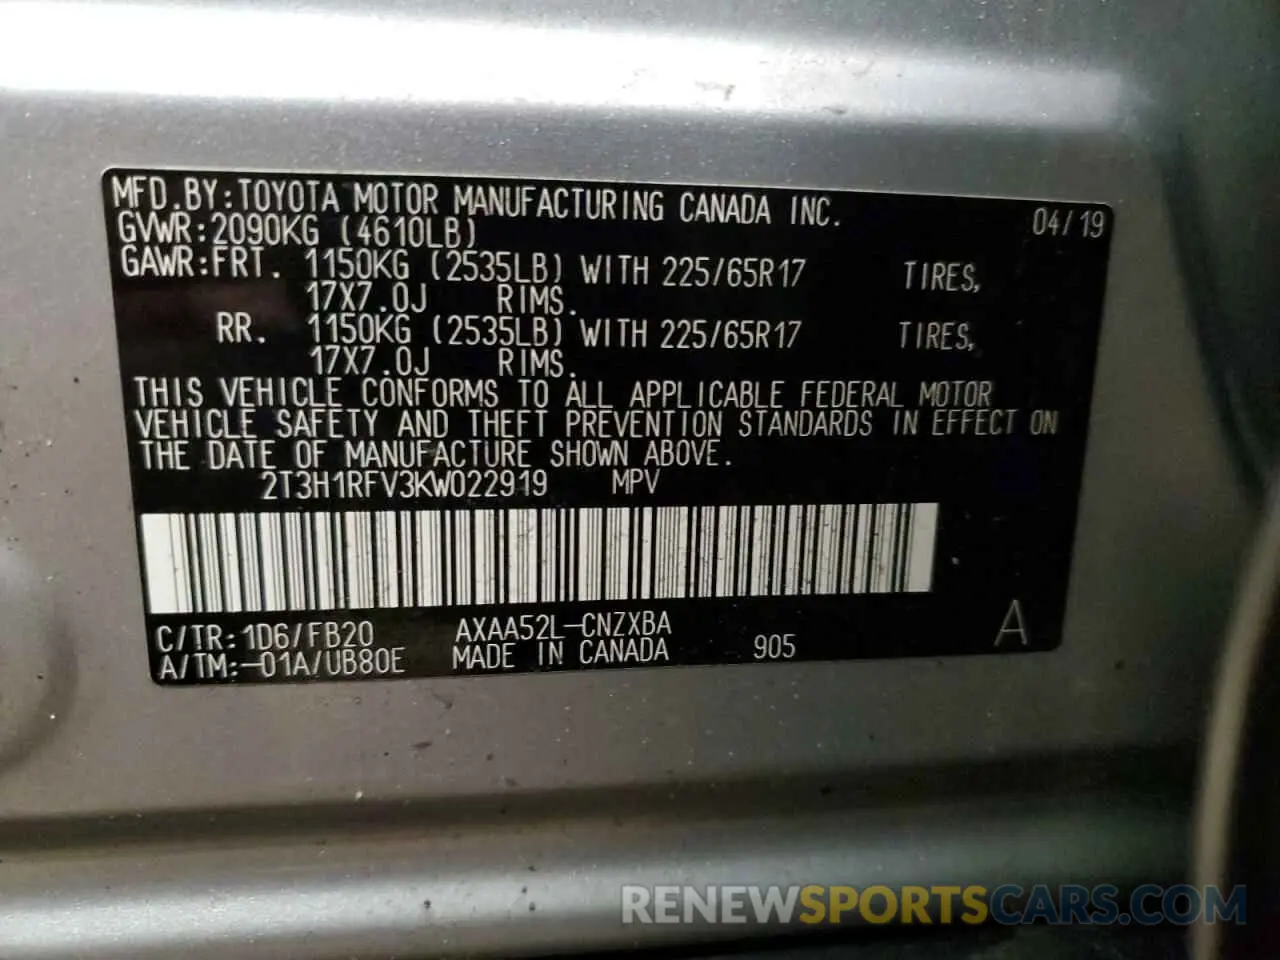 MFD.BY:TOYOTA MOTOR MANUFACTURING CANADA INC. 04/19
GVWR:2090KG (4610LB)
GAWR:FRT. 1150KG (2535LB) WITH 225/65R17 TIRES,
17X7.0J RIMS.
RR. 1150KG (2535LB) WITH 225/65R17 TIRES,
17X7.0J RIMS.
THIS VEHICLE CONFORMS TO ALL APPLICABLE FEDERAL MOTOR
VEHICLE SAFETY AND THEFT PREVENTION STANDARDS IN EFFECT ON
THE DATE OF MANUFACTURE SHOWN ABOVE.
2T3H1RFV3KW022919 MPV
C/TR:1D6/FB20 AXAA52L-CNZXBA A
A/TM:-01A/UB80E MADE IN CANADA 905
RENEWSPORTSCARS.COM